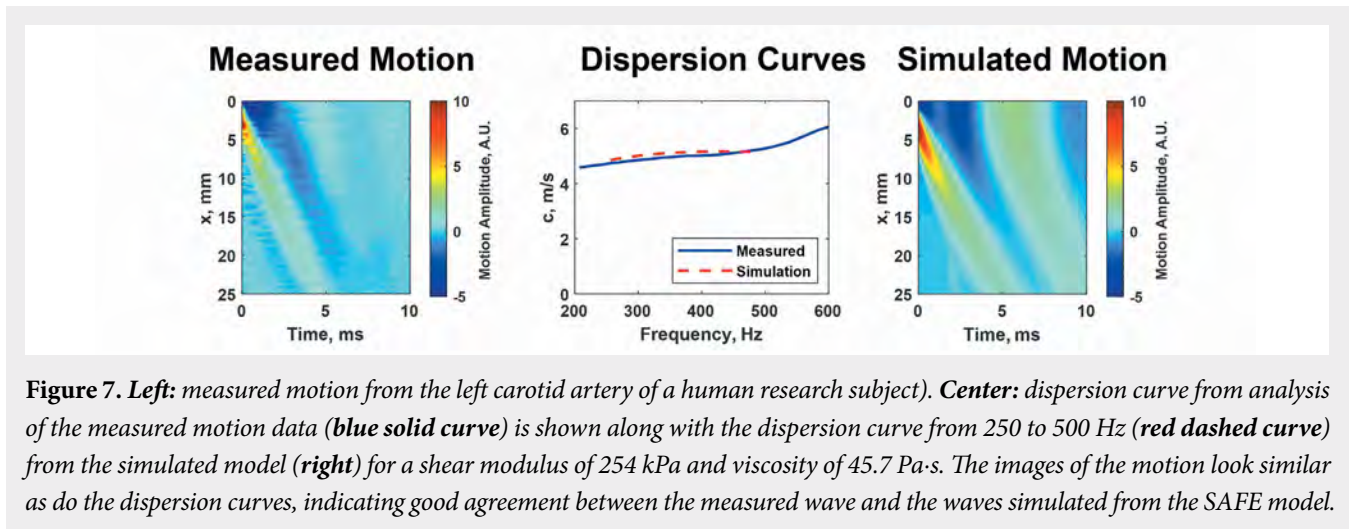 Measured Motion
Dispersion Curves
Simulated Motion
0
5
10
15
20
25
x, mm
0
5
10
Time, ms
10
5
0
-5
Motion Amplitude, A.U.
6
4
2
0
c, m/s
Measured
Simulation
200
300
400
500
600
Frequency, Hz
0
5
10
15
20
25
x, mm
0
5
10
Time, ms
10
5
0
-5
Motion Amplitude, A.U.
Figure 7. Left: measured motion from the left carotid artery of a human research subject). Center: dispersion curve from analysis
of the measured motion data (blue solid curve) is shown along with the dispersion curve from 250 to 500 Hz (red dashed curve)
from the simulated model (right) for a shear modulus of 254 kPa and viscosity of 45.7 Pa·s. The images of the motion look similar
as do the dispersion curves, indicating good agreement between the measured wave and the waves simulated from the SAFE model.